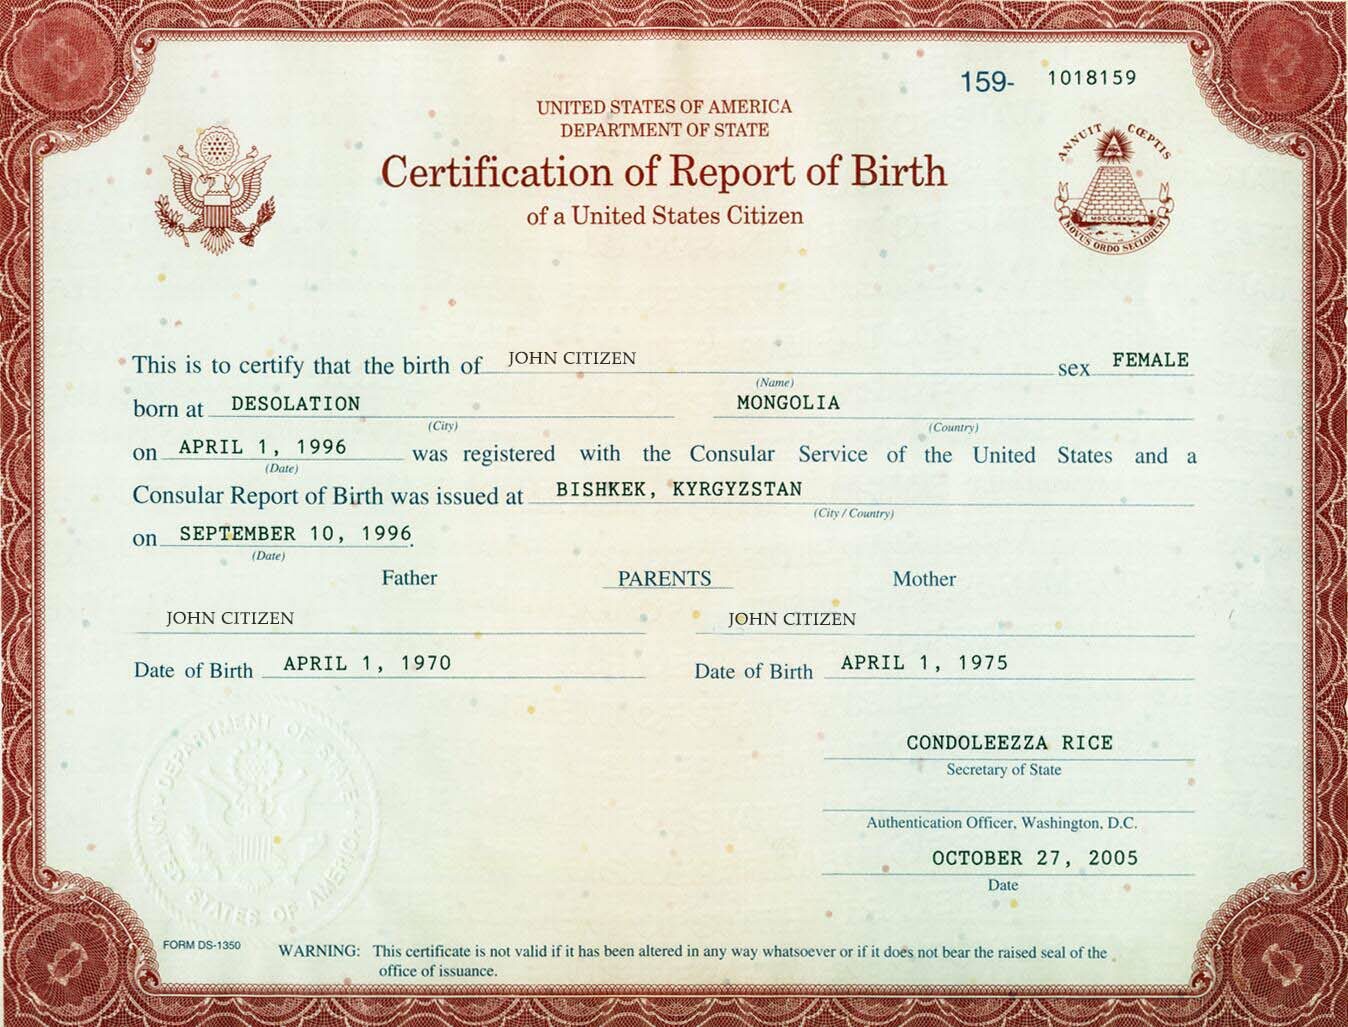 159- 1018159
UNITED STATES OF AMERICA
DEPARTMENT OF STATE
Certification of Report of Birth
of a United States Citizen
ANNUIT CŒPTIS
MDCCLXXVI
NOVUS ORDO SECLORUM
This is to certify that the birth of JOHN CITIZEN sex FEMALE
(Name)
born at DESOLATION MONGOLIA
(City) (Country)
on APRIL 1, 1996 was registered with the Consular Service of the United States and a
(Date)
Consular Report of Birth was issued at BISHKEK, KYRGYZSTAN
(City / Country)
on SEPTEMBER 10, 1996.
(Date)
Father PARENTS Mother
JOHN CITIZEN JOHN CITIZEN
Date of Birth APRIL 1, 1970 Date of Birth APRIL 1, 1975
CONDOLEEZZA RICE
Secretary of State
Authentication Officer, Washington, D.C.
OCTOBER 27, 2005
Date
DEPARTMENT OF STATE
UNITED STATES OF AMERICA
FORM DS-1350 WARNING: This certificate is not valid if it has been altered in any way whatsoever or if it does not bear the raised seal of the
office of issuance.